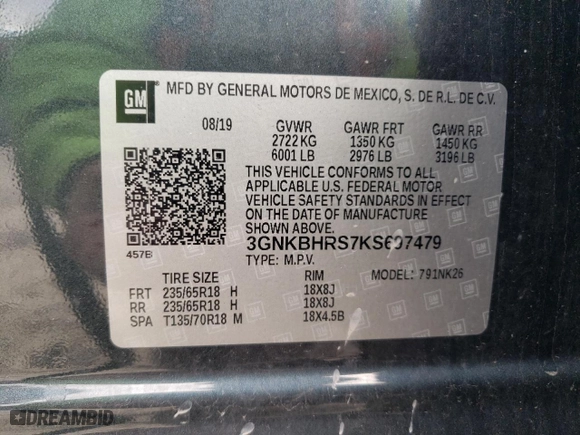 GM
MFD BY GENERAL MOTORS DE MEXICO, S. DE R.L. DE C.V.
08/19 GVWR GAWR FRT GAWR RR
2722 KG 1350 KG 1450 KG
6001 LB 2976 LB 3196 LB
THIS VEHICLE CONFORMS TO ALL
APPLICABLE U.S. FEDERAL MOTOR
VEHICLE SAFETY STANDARDS IN EFFECT
ON THE DATE OF MANUFACTURE
SHOWN ABOVE.
3GNKBHRS7KS697479
457B TYPE: M.P.V.
TIRE SIZE RIM MODEL: 791NK26
FRT 235/65R18 H 18X8J
RR 235/65R18 H 18X8J
SPA T135/70R18 M 18X4.5B
DREAMBID